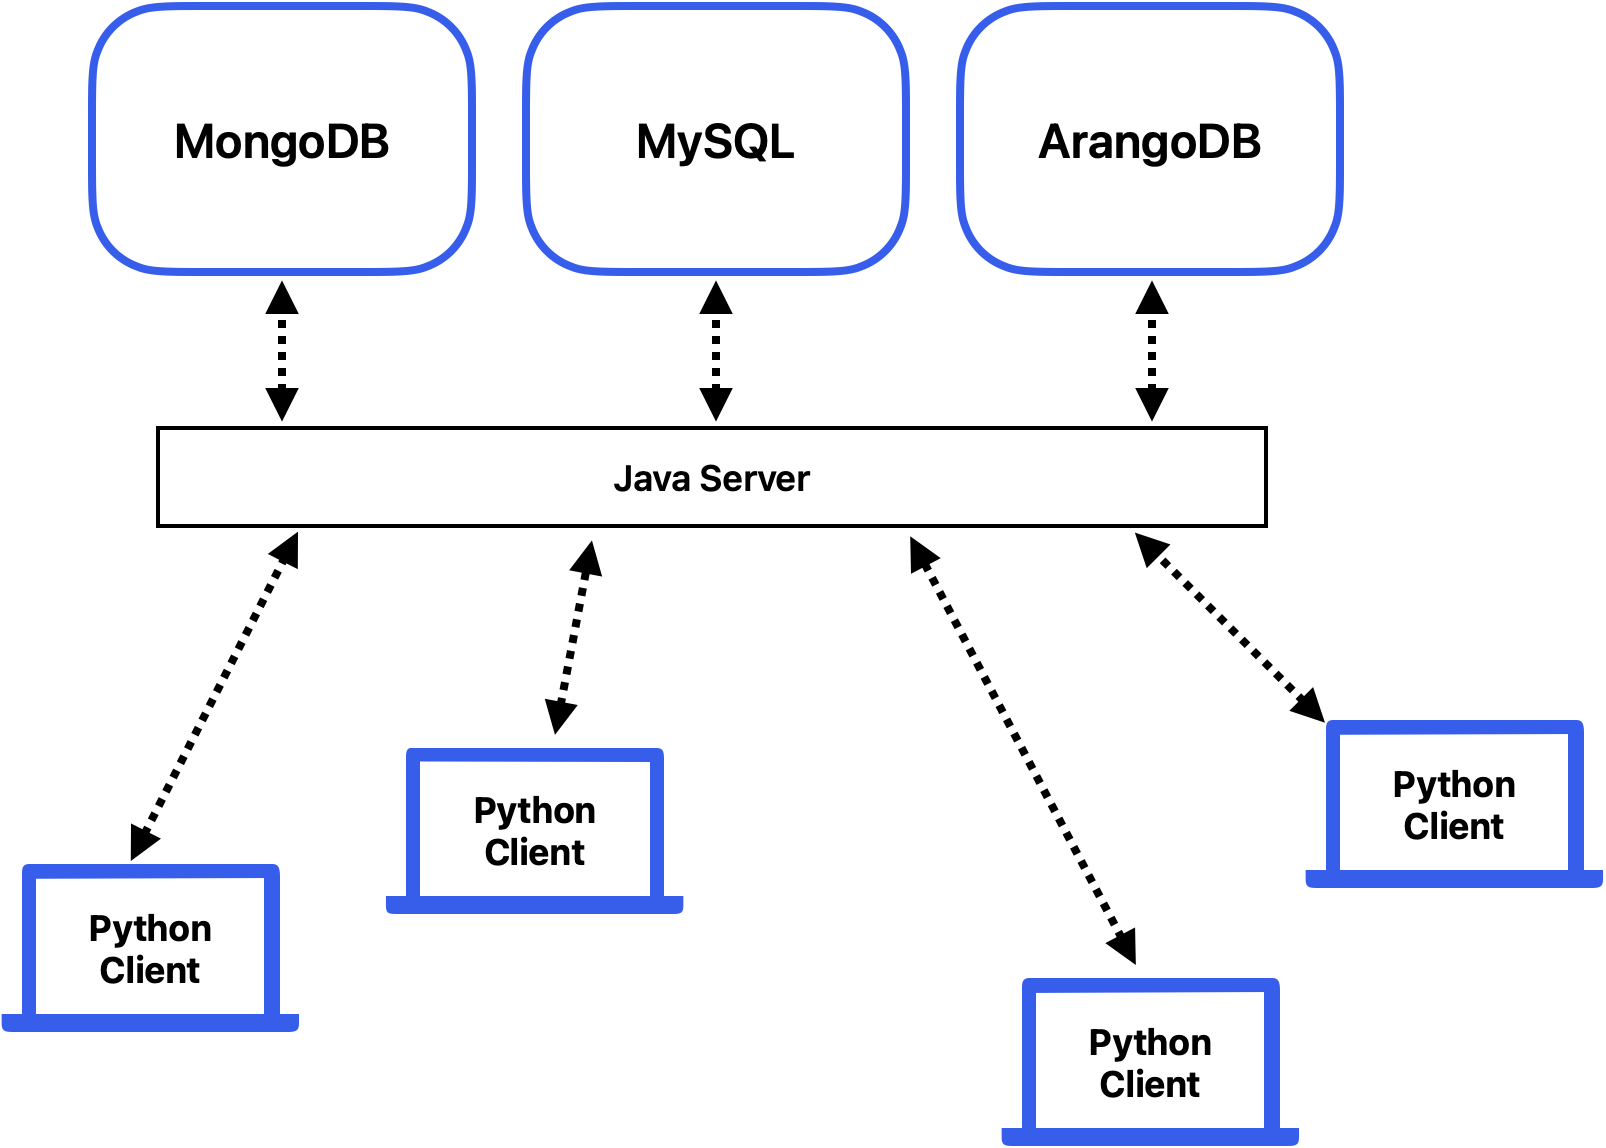 MongoDB
MySQL
ArangoDB
Java Server
Python
Client
Python
Client
Python
Client
Python
Client